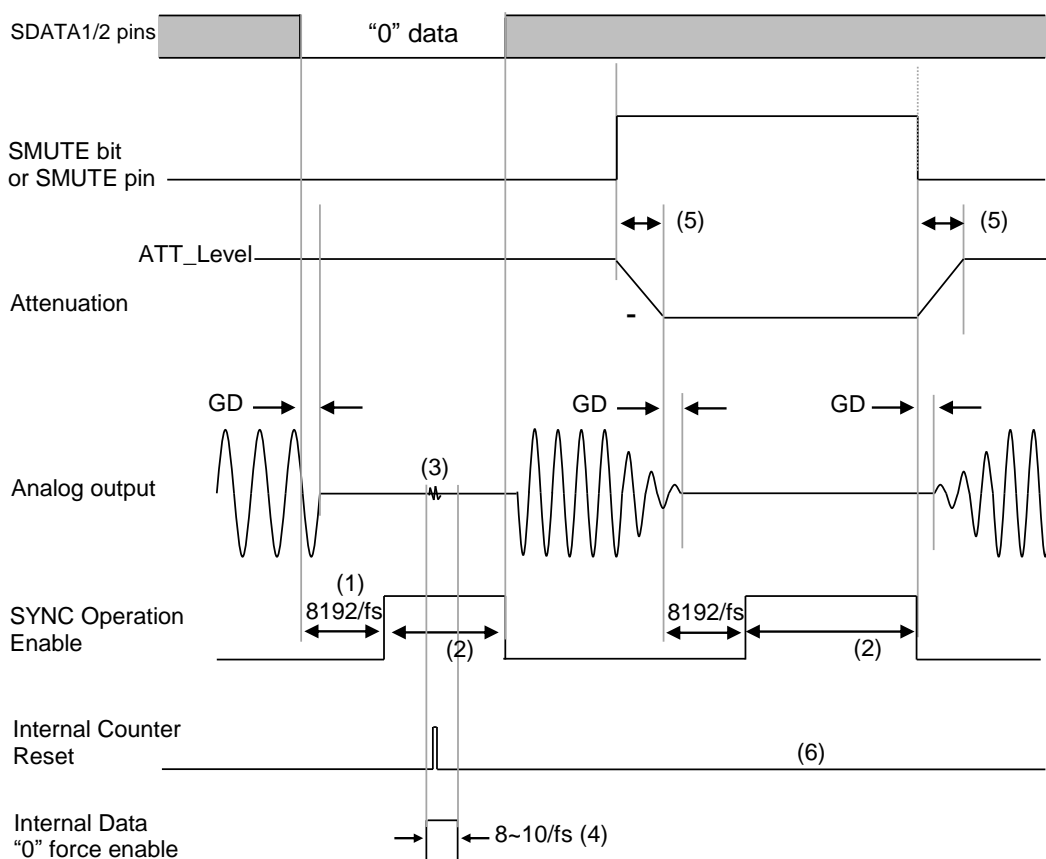 SDATA1/2 pins
“0” data
SMUTE bit
or SMUTE pin
(5)
(5)
ATT_Level
Attenuation
-
GD
GD
GD
(3)
Analog output
(1)
8192/fs
8192/fs
SYNC Operation
Enable
(2)
(2)
Internal Counter
Reset
(6)
Internal Data
“0” force enable
8~10/fs (4)